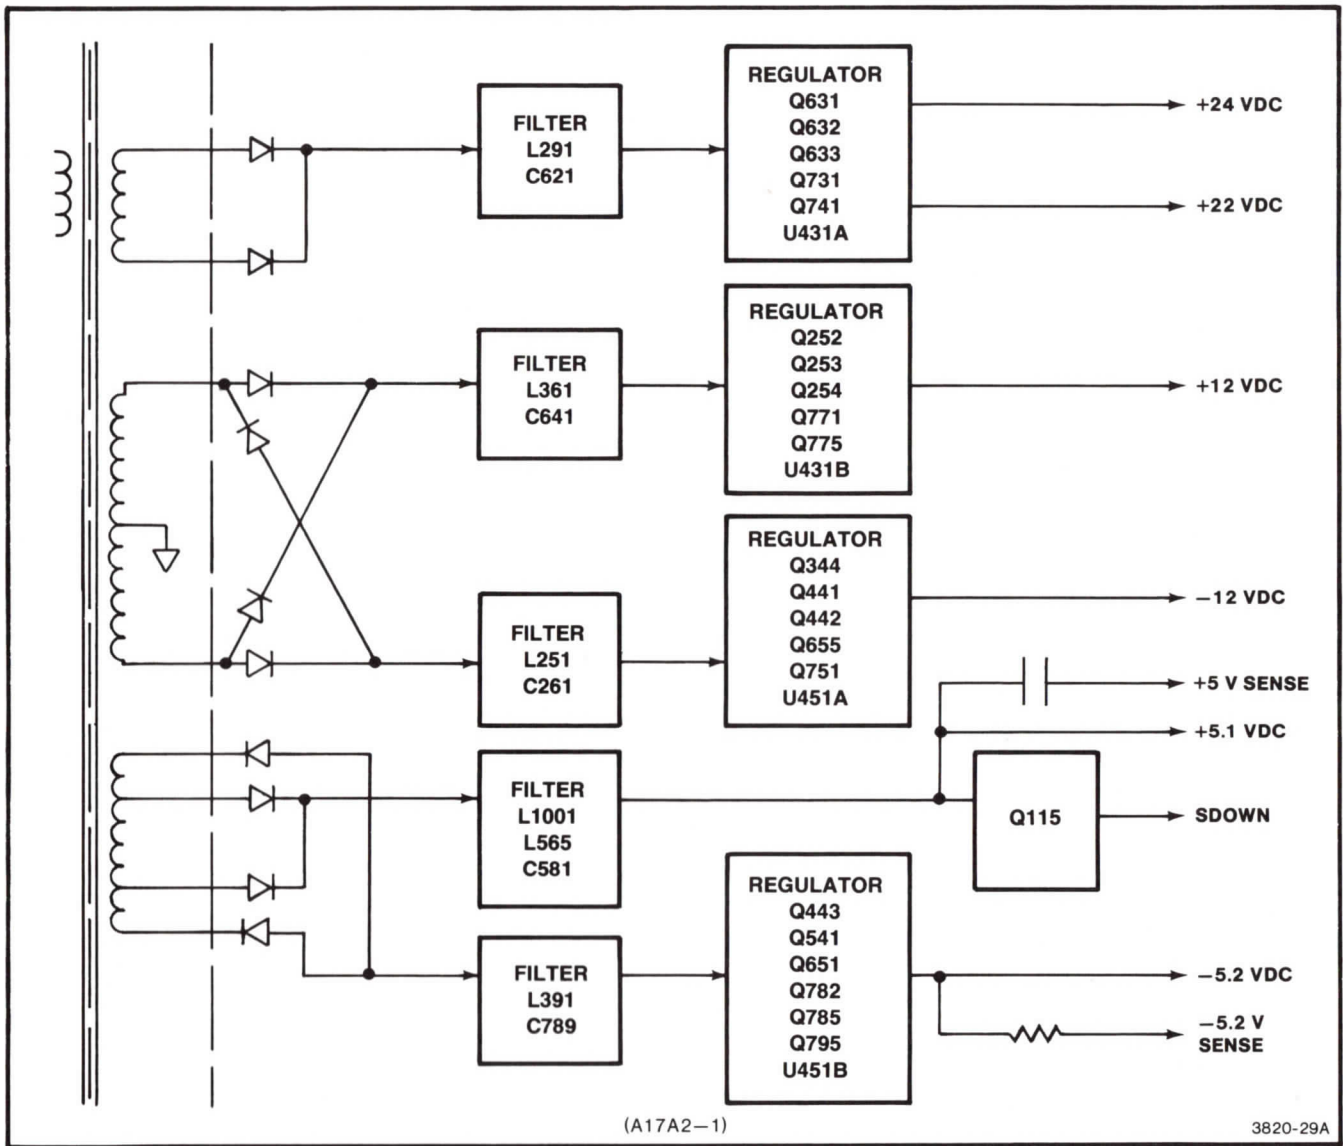 FILTER
L291
C621
REGULATOR
Q631
Q632
Q633
Q731
Q741
U431A
+24 VDC
+22 VDC
FILTER
L361
C641
REGULATOR
Q252
Q253
Q254
Q771
Q775
U431B
+12 VDC
FILTER
L251
C261
REGULATOR
Q344
Q441
Q442
Q655
Q751
U451A
−12 VDC
+5 V SENSE
+5.1 VDC
FILTER
L1001
L565
C581
Q115
SDOWN
FILTER
L391
C789
REGULATOR
Q443
Q541
Q651
Q782
Q785
Q795
U451B
−5.2 VDC
−5.2 V
SENSE
(A17A2−1)
3820-29A